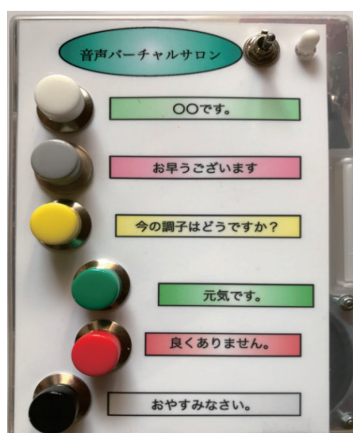 音声バーチャルサロン
〇〇です。
お早うございます
今の調子はどうですか？
元気です。
良くありません。
おやすみなさい。